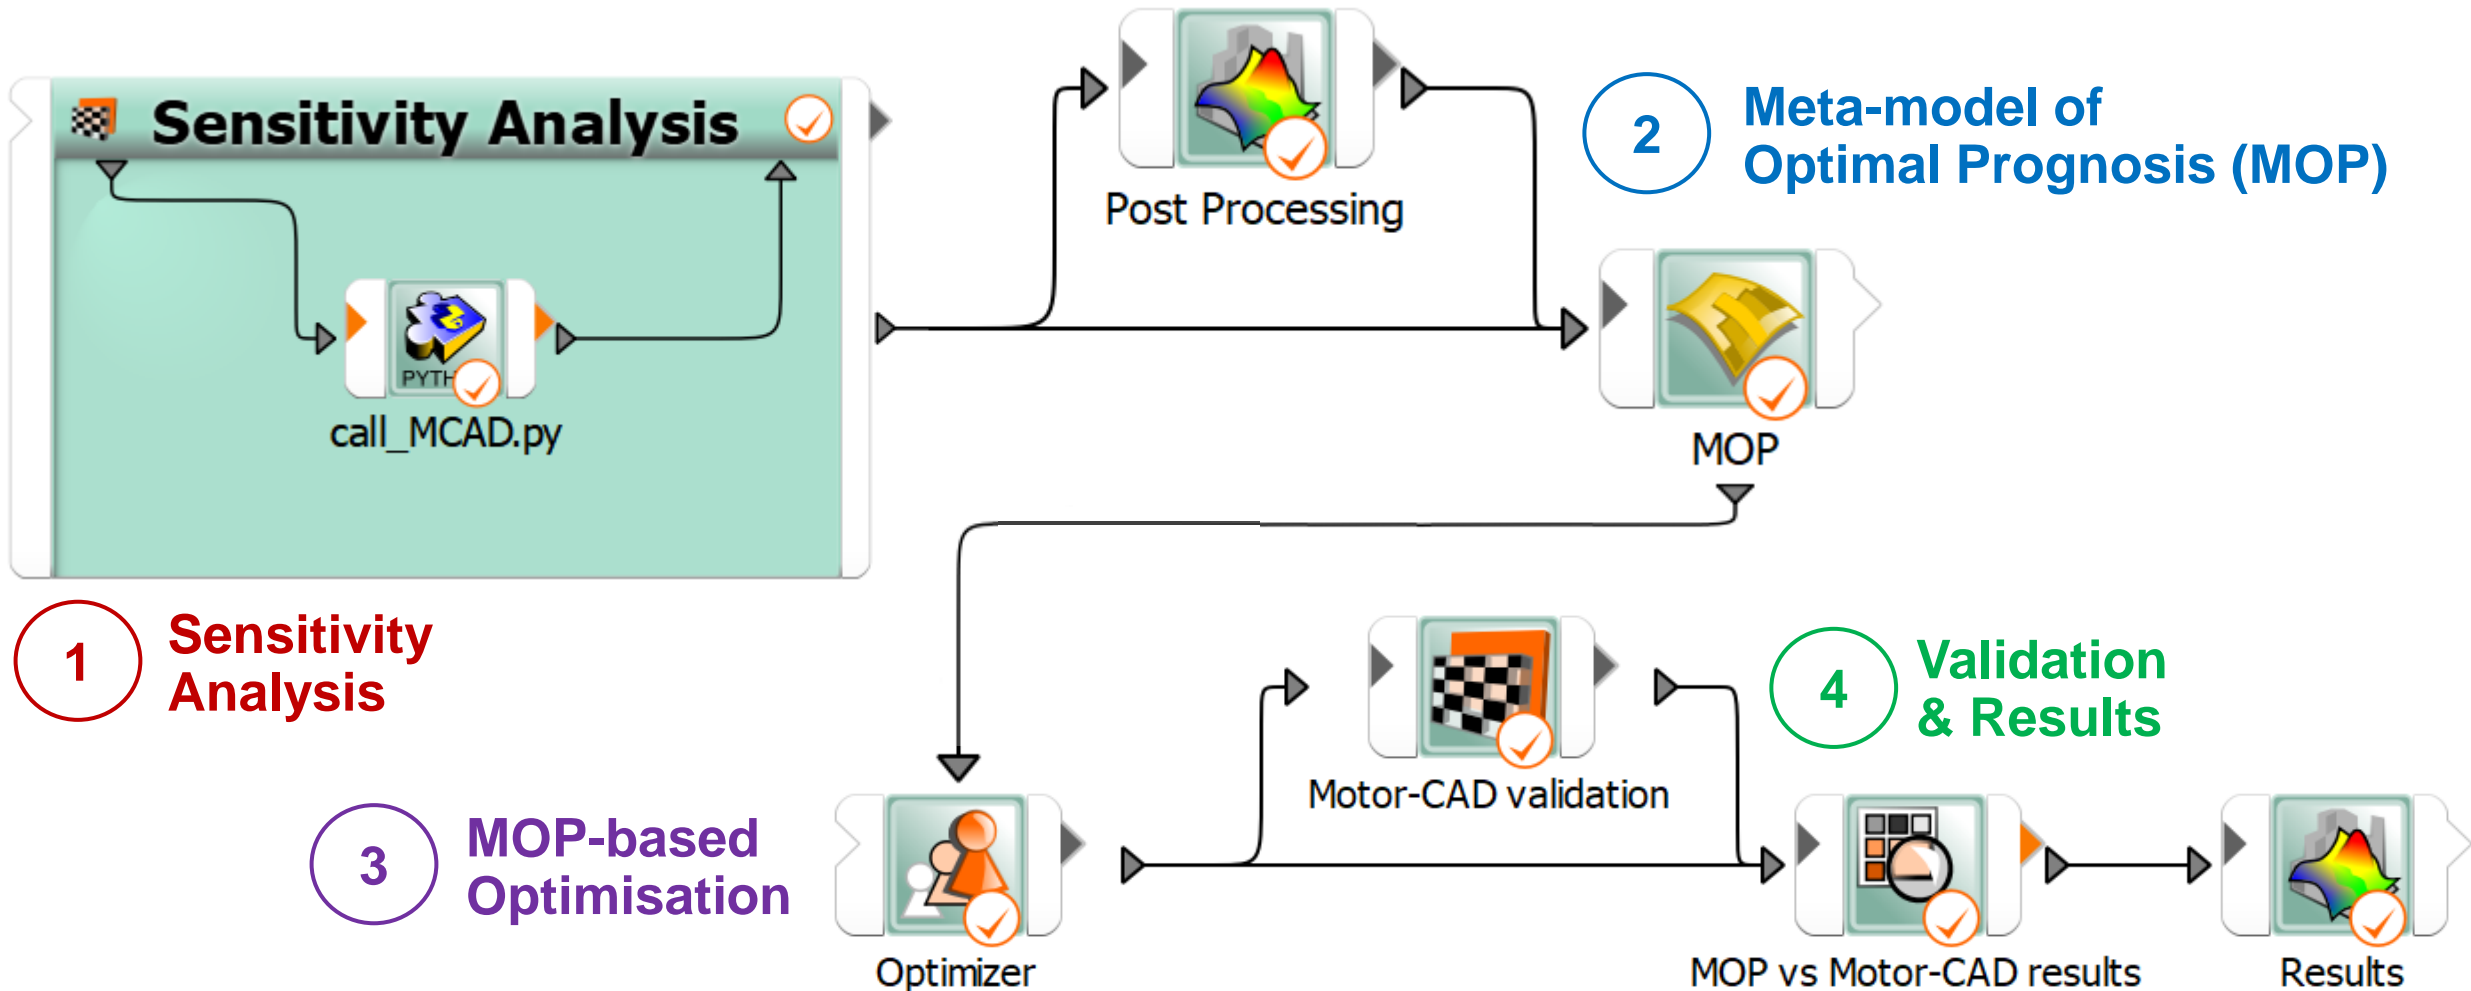 Sensitivity Analysis
Post Processing
2
Meta-model of
Optimal Prognosis (MOP)
call_MCAD.py
MOP
1
Sensitivity
Analysis
Motor-CAD validation
4
Validation
& Results
3
MOP-based
Optimisation
Optimizer
MOP vs Motor-CAD results
Results